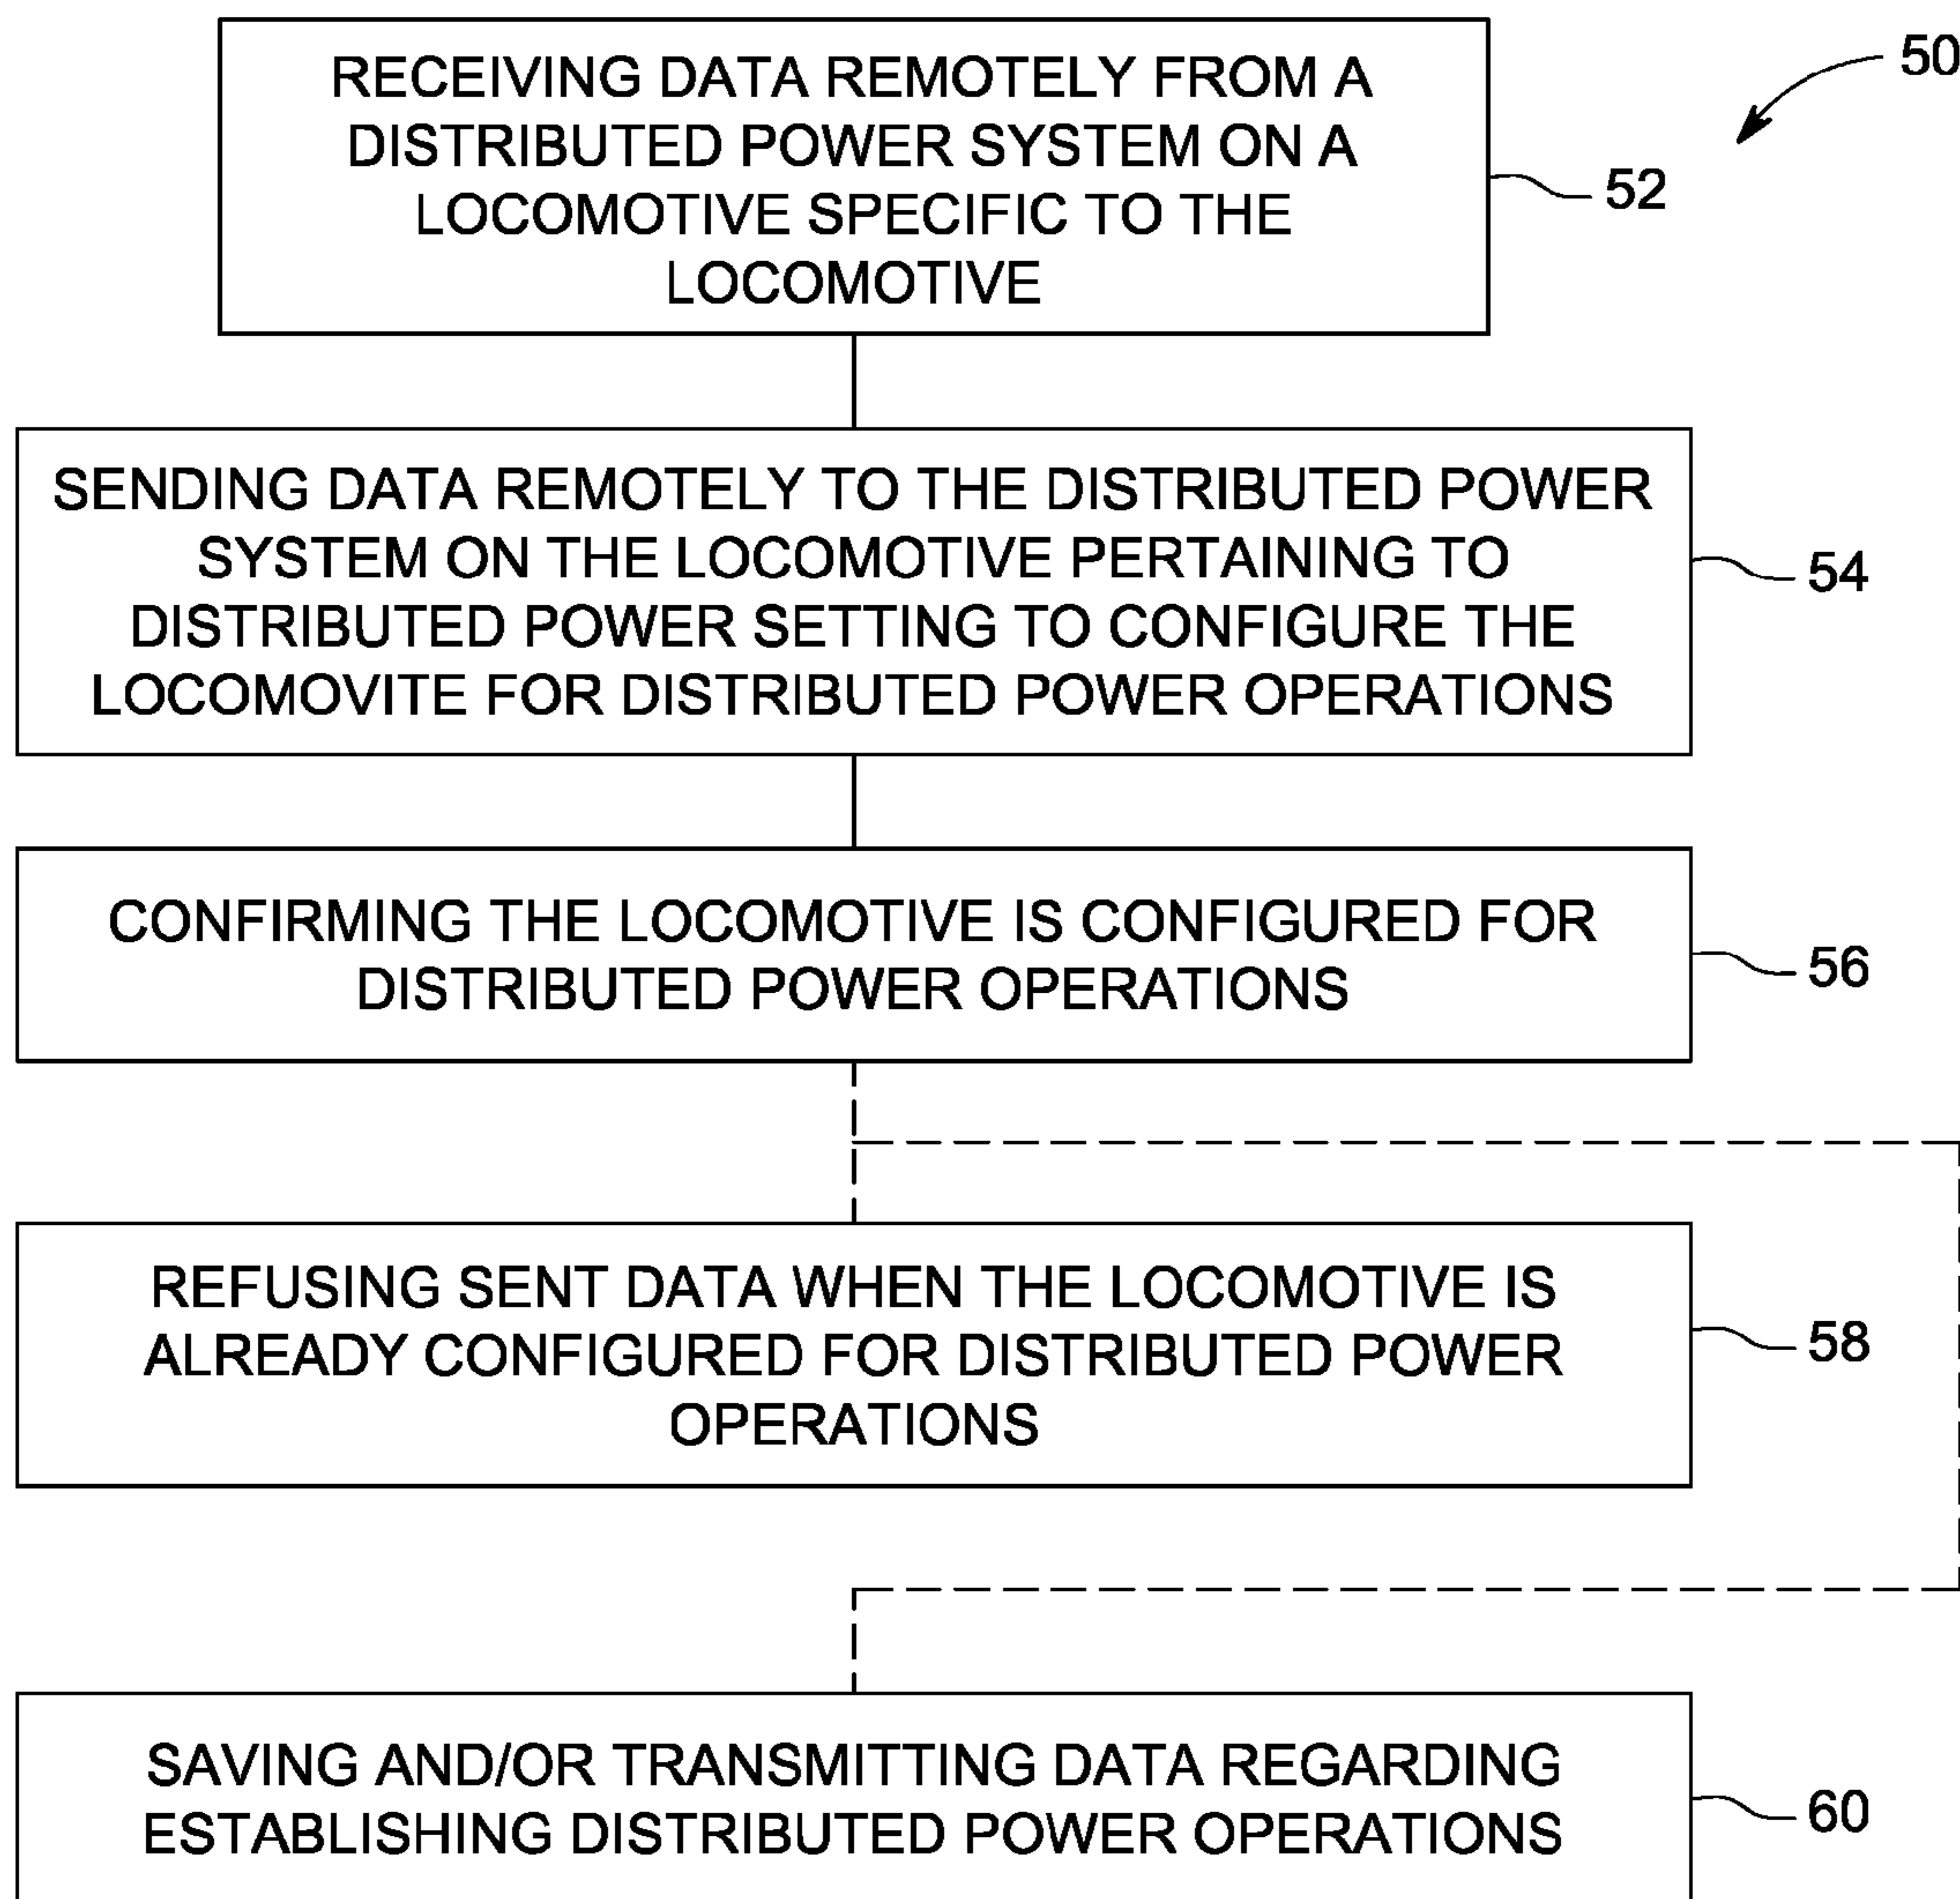 50
RECEIVING DATA REMOTELY FROM A
DISTRIBUTED POWER SYSTEM ON A
LOCOMOTIVE SPECIFIC TO THE
LOCOMOTIVE
52
SENDING DATA REMOTELY TO THE DISTRIBUTED POWER
SYSTEM ON THE LOCOMOTIVE PERTAINING TO
DISTRIBUTED POWER SETTING TO CONFIGURE THE
LOCOMOVITE FOR DISTRIBUTED POWER OPERATIONS
54
CONFIRMING THE LOCOMOTIVE IS CONFIGURED FOR
DISTRIBUTED POWER OPERATIONS
56
REFUSING SENT DATA WHEN THE LOCOMOTIVE IS
ALREADY CONFIGURED FOR DISTRIBUTED POWER
OPERATIONS
58
SAVING AND/OR TRANSMITTING DATA REGARDING
ESTABLISHING DISTRIBUTED POWER OPERATIONS
60